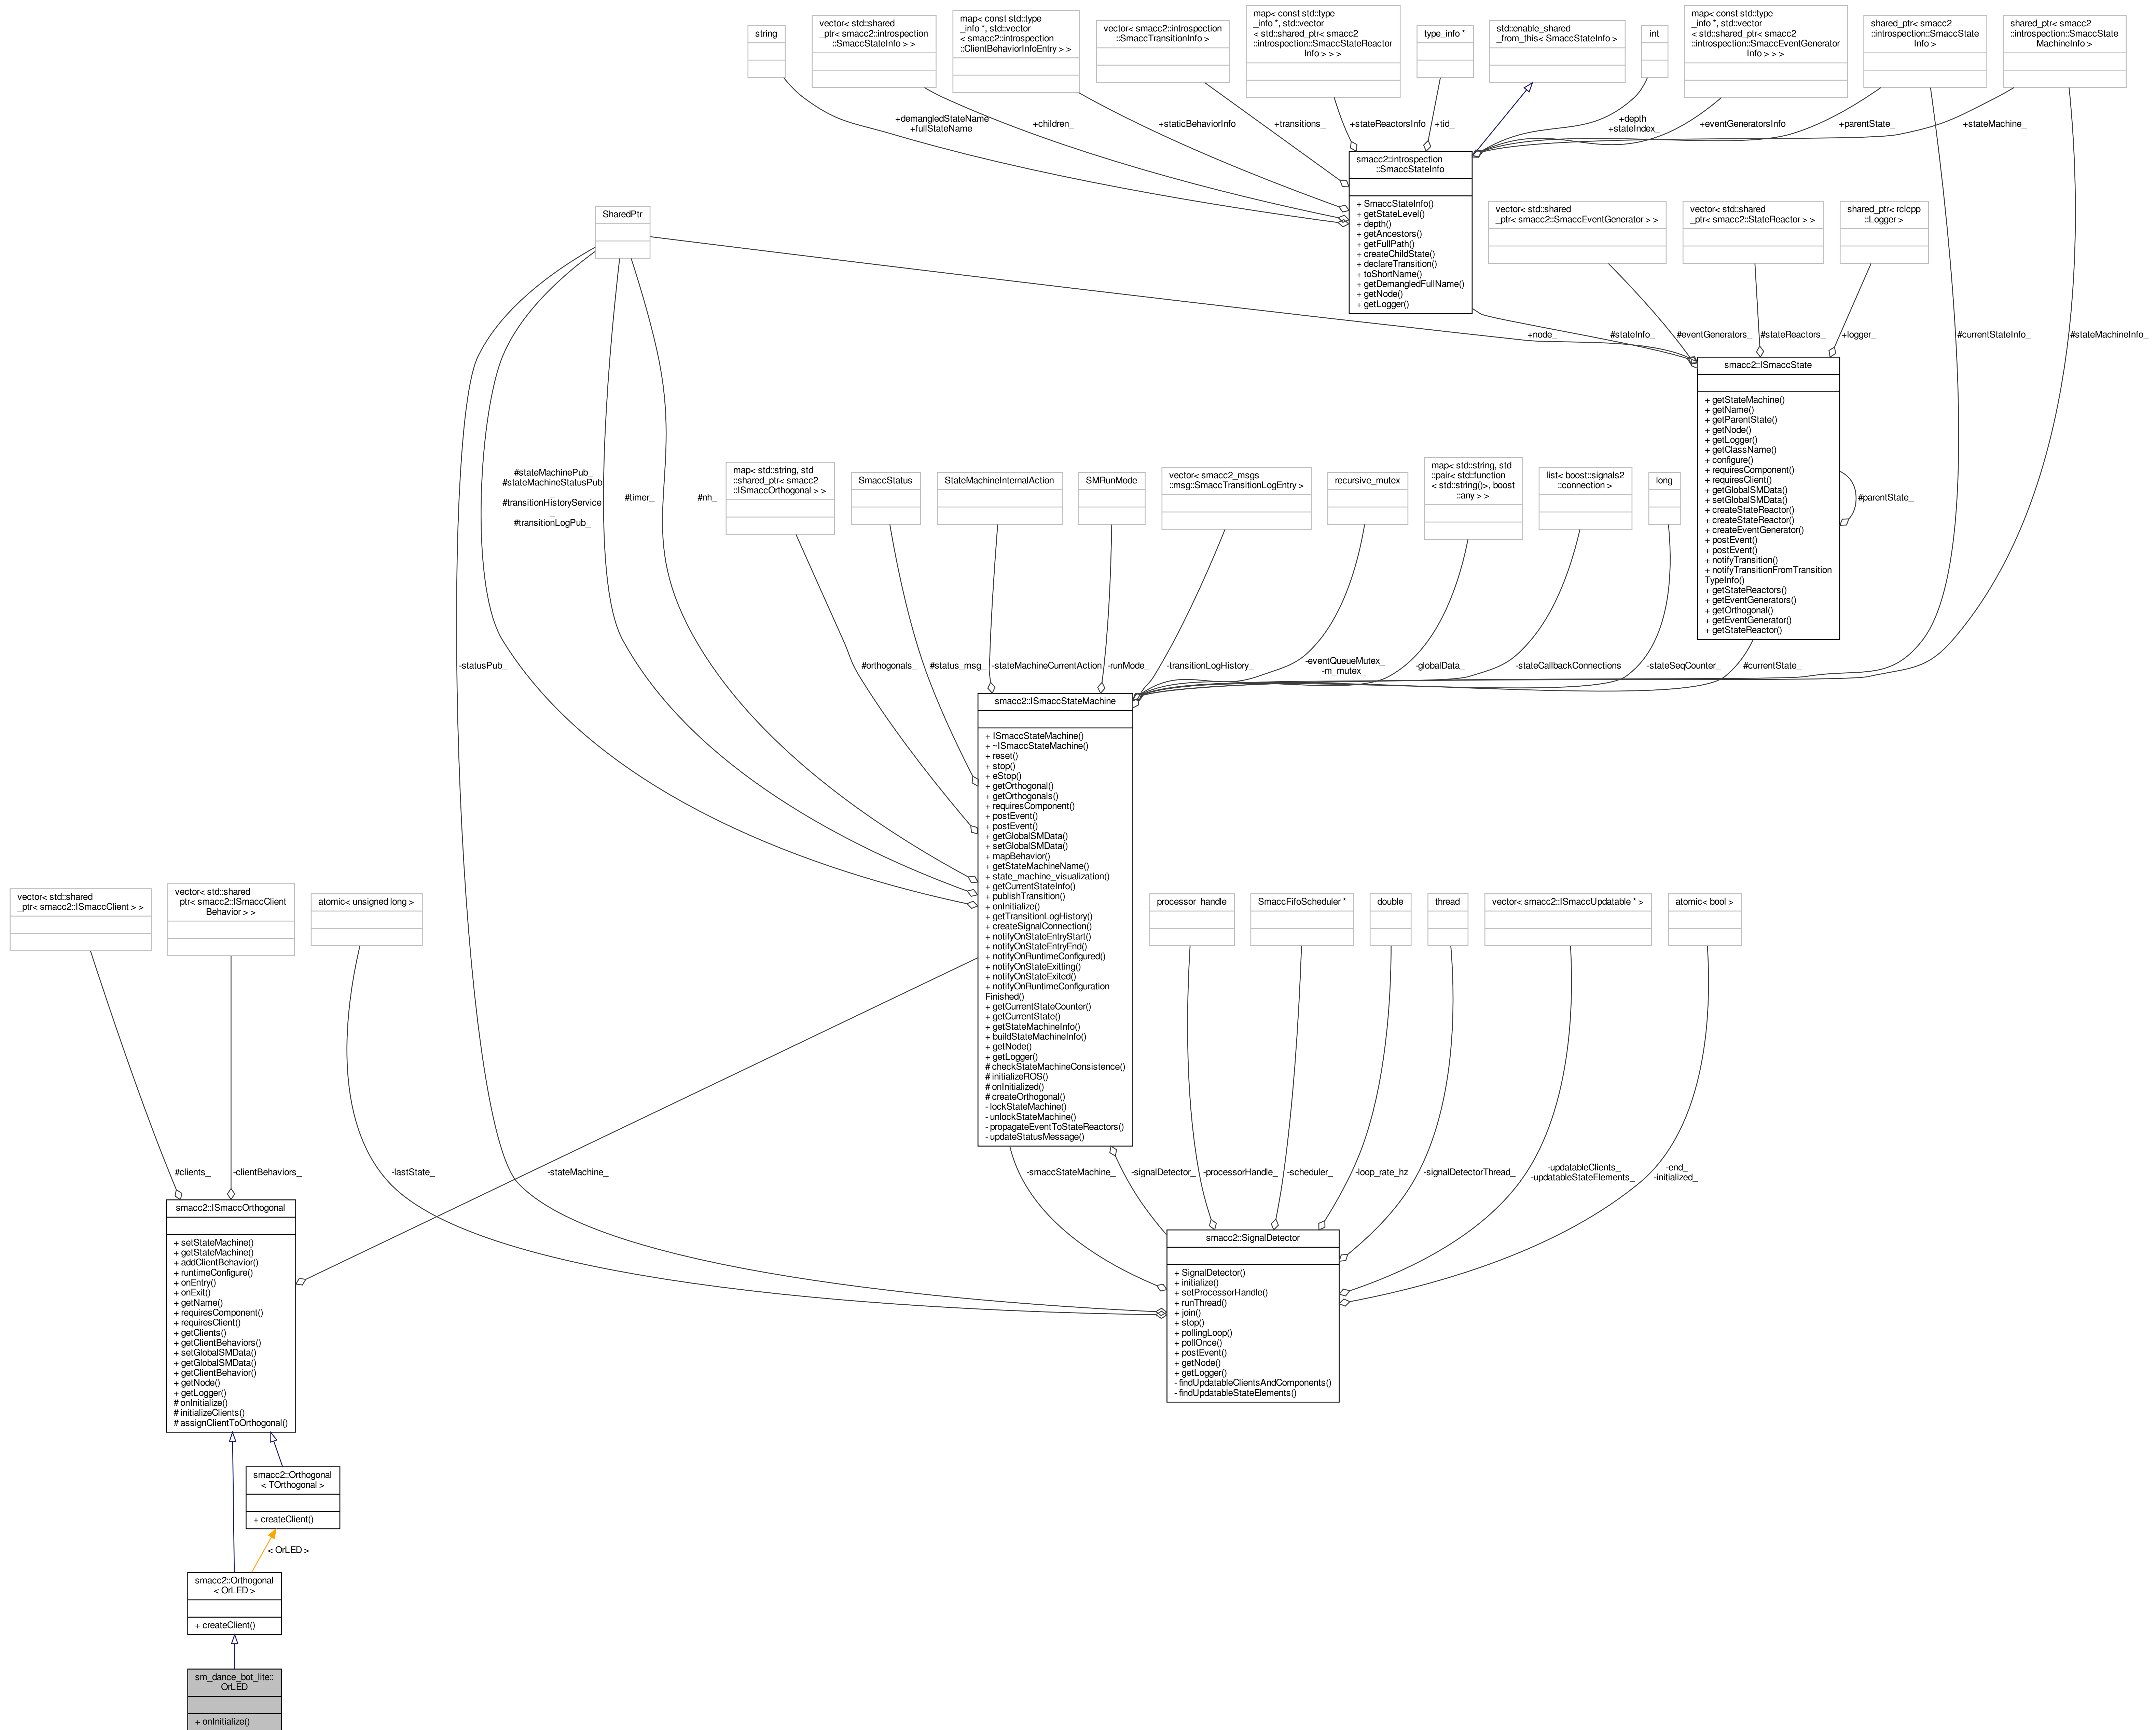 string
vector< std::shared
_ptr< smacc2::introspection
::SmaccStateInfo > >
map< const std::type
_info *, std::vector
< smacc2::introspection
::ClientBehaviorInfoEntry > >
vector< smacc2::introspection
::SmaccTransitionInfo >
map< const std::type
_info *, std::vector
< std::shared_ptr< smacc2
::introspection::SmaccStateReactor
Info > > >
type_info *
std::enable_shared
_from_this< SmaccStateInfo >
int
map< const std::type
_info *, std::vector
< std::shared_ptr< smacc2
::introspection::SmaccEventGenerator
Info > > >
shared_ptr< smacc2
::introspection::SmaccState
Info >
shared_ptr< smacc2
::introspection::SmaccState
MachineInfo >
+demangledStateName
+fullStateName
+children_
+staticBehaviorInfo
+transitions_
+stateReactorsInfo
+tid_
+depth_
+stateIndex_
+eventGeneratorsInfo
+parentState_
+stateMachine_
smacc2::introspection
::SmaccStateInfo
+ SmaccStateInfo()
+ getStateLevel()
+ depth()
+ getAncestors()
+ getFullPath()
+ createChildState()
+ declareTransition()
+ toShortName()
+ getDemangledFullName()
+ getNode()
+ getLogger()
SharedPtr
vector< std::shared
_ptr< smacc2::SmaccEventGenerator > >
vector< std::shared
_ptr< smacc2::StateReactor > >
shared_ptr< rclcpp
::Logger >
+node_
#stateInfo_
#eventGenerators_
#stateReactors_
+logger_
#currentStateInfo_
#stateMachineInfo_
smacc2::ISmaccState
+ getStateMachine()
+ getName()
+ getParentState()
+ getNode()
+ getLogger()
+ getClassName()
+ configure()
+ requiresComponent()
+ requiresClient()
+ getGlobalSMData()
+ setGlobalSMData()
+ createStateReactor()
+ createStateReactor()
+ createEventGenerator()
+ postEvent()
+ postEvent()
+ notifyTransition()
+ notifyTransitionFromTransition
TypeInfo()
+ getStateReactors()
+ getEventGenerators()
+ getOrthogonal()
+ getEventGenerator()
+ getStateReactor()
#parentState_
#stateMachinePub_
#stateMachineStatusPub
_
#transitionHistoryService
_
#transitionLogPub_
#timer_
#nh_
map< std::string, std
::shared_ptr< smacc2
::ISmaccOrthogonal > >
SmaccStatus
StateMachineInternalAction
SMRunMode
vector< smacc2_msgs
::msg::SmaccTransitionLogEntry >
recursive_mutex
map< std::string, std
::pair< std::function
< std::string()>, boost
::any > >
list< boost::signals2
::connection >
long
-statusPub_
#orthogonals_
#status_msg_
-stateMachineCurrentAction
-runMode_
-transitionLogHistory_
-eventQueueMutex_
-m_mutex_
-globalData_
-stateCallbackConnections
-stateSeqCounter_
#currentState_
smacc2::ISmaccStateMachine
+ ISmaccStateMachine()
+ ~ISmaccStateMachine()
+ reset()
+ stop()
+ eStop()
+ getOrthogonal()
+ getOrthogonals()
+ requiresComponent()
+ postEvent()
+ postEvent()
+ getGlobalSMData()
+ setGlobalSMData()
+ mapBehavior()
+ getStateMachineName()
+ state_machine_visualization()
+ getCurrentStateInfo()
+ publishTransition()
+ onInitialize()
+ getTransitionLogHistory()
+ createSignalConnection()
+ notifyOnStateEntryStart()
+ notifyOnStateEntryEnd()
+ notifyOnRuntimeConfigured()
+ notifyOnStateExitting()
+ notifyOnStateExited()
+ notifyOnRuntimeConfiguration
Finished()
+ getCurrentStateCounter()
+ getCurrentState()
+ getStateMachineInfo()
+ buildStateMachineInfo()
+ getNode()
+ getLogger()
# checkStateMachineConsistence()
# initializeROS()
# onInitialized()
# createOrthogonal()
- lockStateMachine()
- unlockStateMachine()
- propagateEventToStateReactors()
- updateStatusMessage()
vector< std::shared
_ptr< smacc2::ISmaccClient > >
vector< std::shared
_ptr< smacc2::ISmaccClient
Behavior > >
atomic< unsigned long >
processor_handle
SmaccFifoScheduler *
double
thread
vector< smacc2::ISmaccUpdatable * >
atomic< bool >
#clients_
-clientBehaviors_
-lastState_
-stateMachine_
-smaccStateMachine_
-signalDetector_
-processorHandle_
-scheduler_
-loop_rate_hz
-signalDetectorThread_
-updatableClients_
-updatableStateElements_
-end_
-initialized_
smacc2::ISmaccOrthogonal
+ setStateMachine()
+ getStateMachine()
+ addClientBehavior()
+ runtimeConfigure()
+ onEntry()
+ onExit()
+ getName()
+ requiresComponent()
+ requiresClient()
+ getClients()
+ getClientBehaviors()
+ setGlobalSMData()
+ getGlobalSMData()
+ getClientBehavior()
+ getNode()
+ getLogger()
# onInitialize()
# initializeClients()
# assignClientToOrthogonal()
smacc2::SignalDetector
+ SignalDetector()
+ initialize()
+ setProcessorHandle()
+ runThread()
+ join()
+ stop()
+ pollingLoop()
+ pollOnce()
+ postEvent()
+ getNode()
+ getLogger()
- findUpdatableClientsAndComponents()
- findUpdatableStateElements()
smacc2::Orthogonal
< TOrthogonal >
+ createClient()
< OrLED >
smacc2::Orthogonal
< OrLED >
+ createClient()
sm_dance_bot_lite::
OrLED
+ onInitialize()